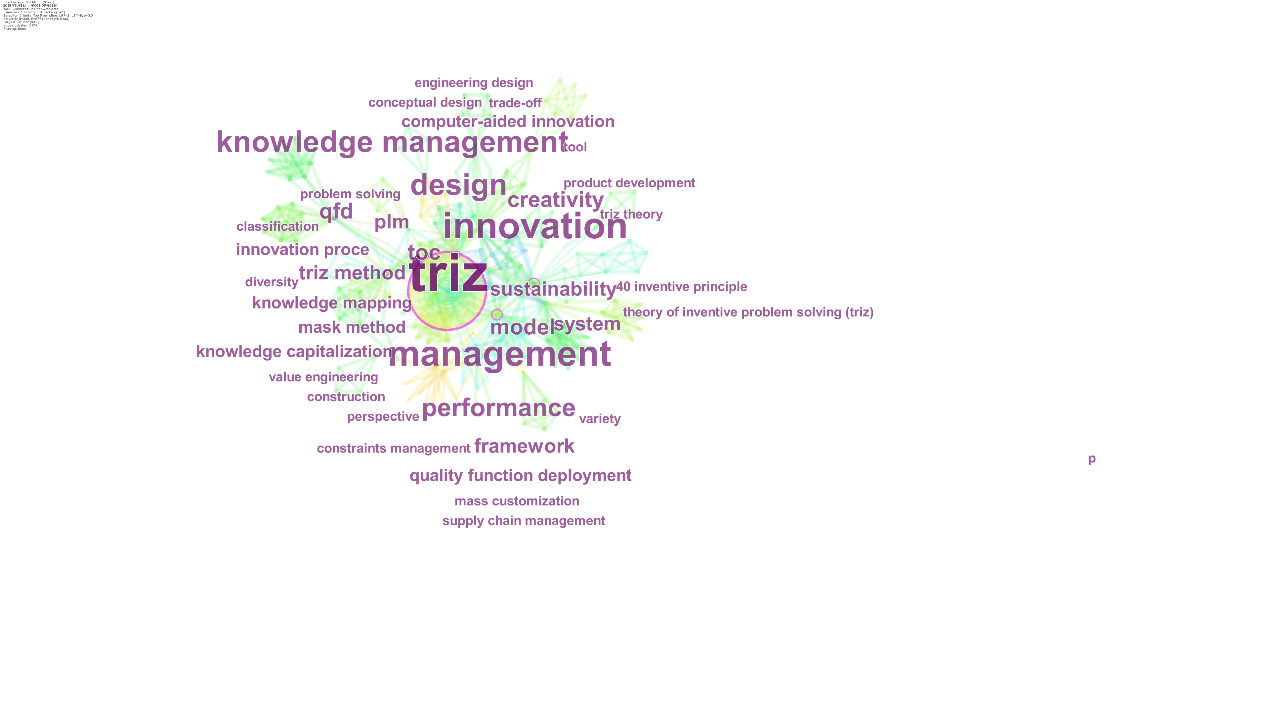 engineering design
conceptual design
trade-off
computer-aided innovation
knowledge management
tool
design
product development
problem solving
creativity
qfd
triz theory
plm
classification
innovation
innovation proce
toc
triz method
triz
diversity
sustainability
40 inventive principle
knowledge mapping
theory of inventive problem solving (triz)
mask method
model
system
knowledge capitalization
management
value engineering
construction
perspective
performance
variety
constraints management
framework
p
quality function deployment
mass customization
supply chain management